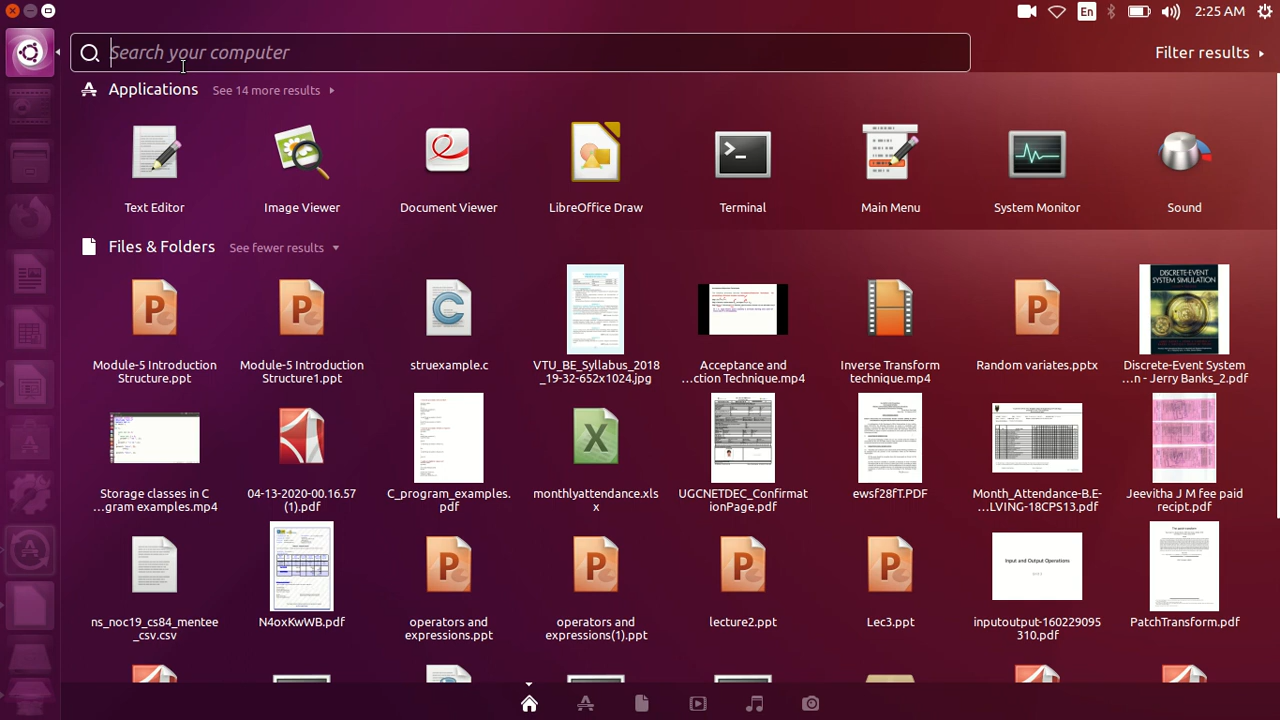 En
2:25 AM
Search your computer
Filter results
Applications See 14 more results
Text Editor
Image Viewer
Document Viewer
LibreOffice Draw
Terminal
Main Menu
System Monitor
Sound
Files & Folders See fewer results
Module-5 Introduction
Structure.ppt
Module-5 Introduction
Structure1.ppt
struexample.c
VTU_BE_Syllabus_2018
_19-32-652x1024.jpg
Acceptance and
...ction Technique.mp4
Inverse Transform
technique.mp4
Random variates.pptx
DISCRETE-EVENT
SYSTEM SIMULATION
Discrete-Event System
...n - Jerry Banks_2.pdf
Storage classes in C
...gram examples.mp4
04-13-2020-00.16.57
(1).pdf
C_program_examples.
pdf
monthlyattendance.xls
x
UGCNETDEC_Confirmat
ionPage.pdf
ewsf28fT.PDF
Month_Attendance-B.E-
...LVING-18CPS13.pdf
Jeevitha J M fee paid
recipt.pdf
ns_noc19_cs84_mentee
_csv.csv
N4oxKwWB.pdf
operators and
expressions.ppt
operators and
expressions(1).ppt
lecture2.ppt
Lec3.ppt
Input and Output Operations
inputoutput-160229095
310.pdf
PatchTransform.pdf